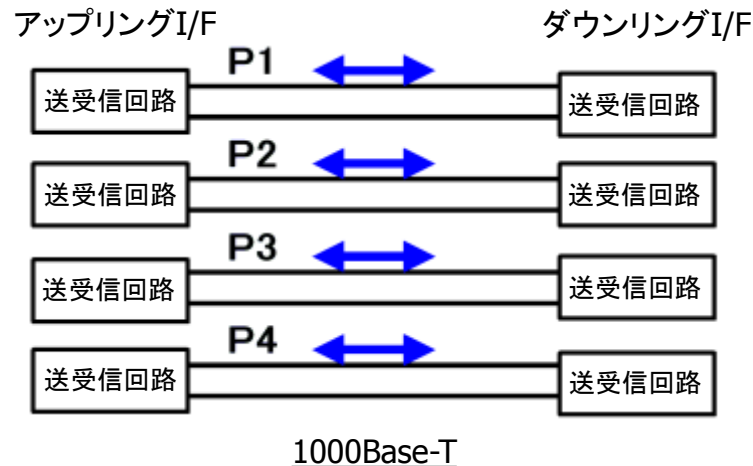 アップリングI/F ダウンリングI/F
P1
送受信回路 送受信回路
P2
送受信回路 送受信回路
P3
送受信回路 送受信回路
P4
送受信回路 送受信回路
1000Base-T